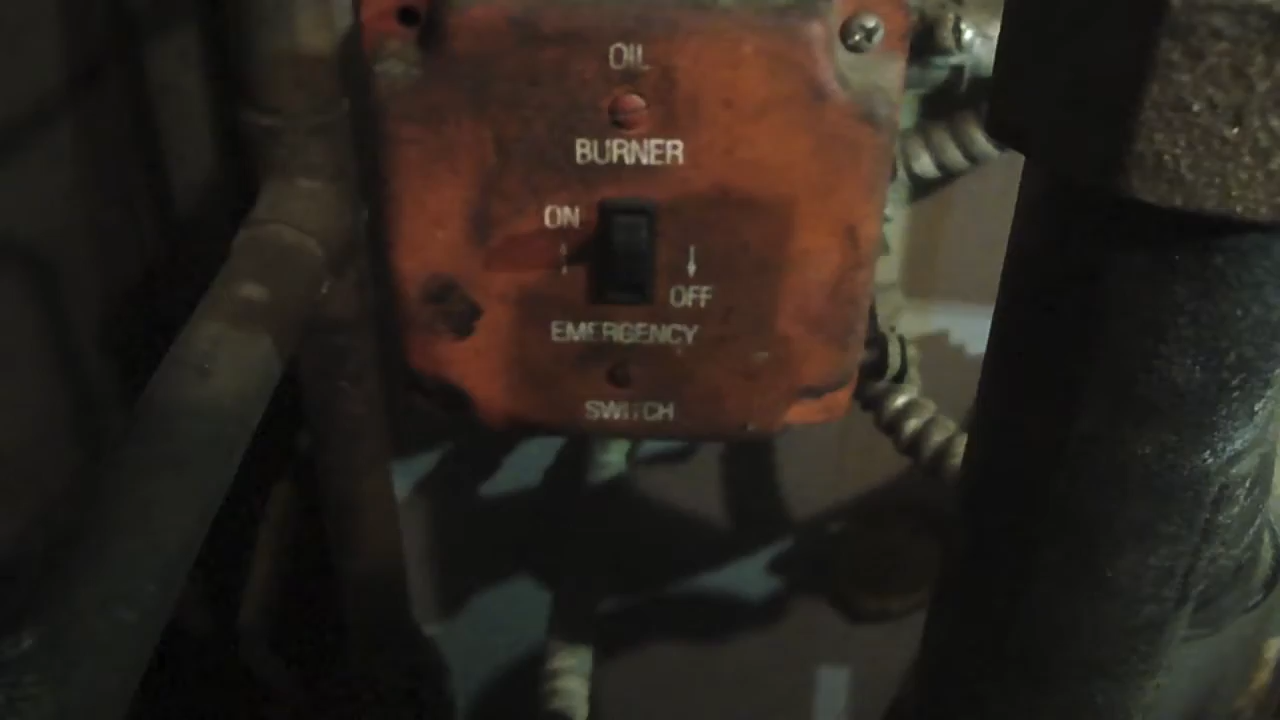 OIL
BURNER
ON
OFF
EMERGENCY
SWITCH